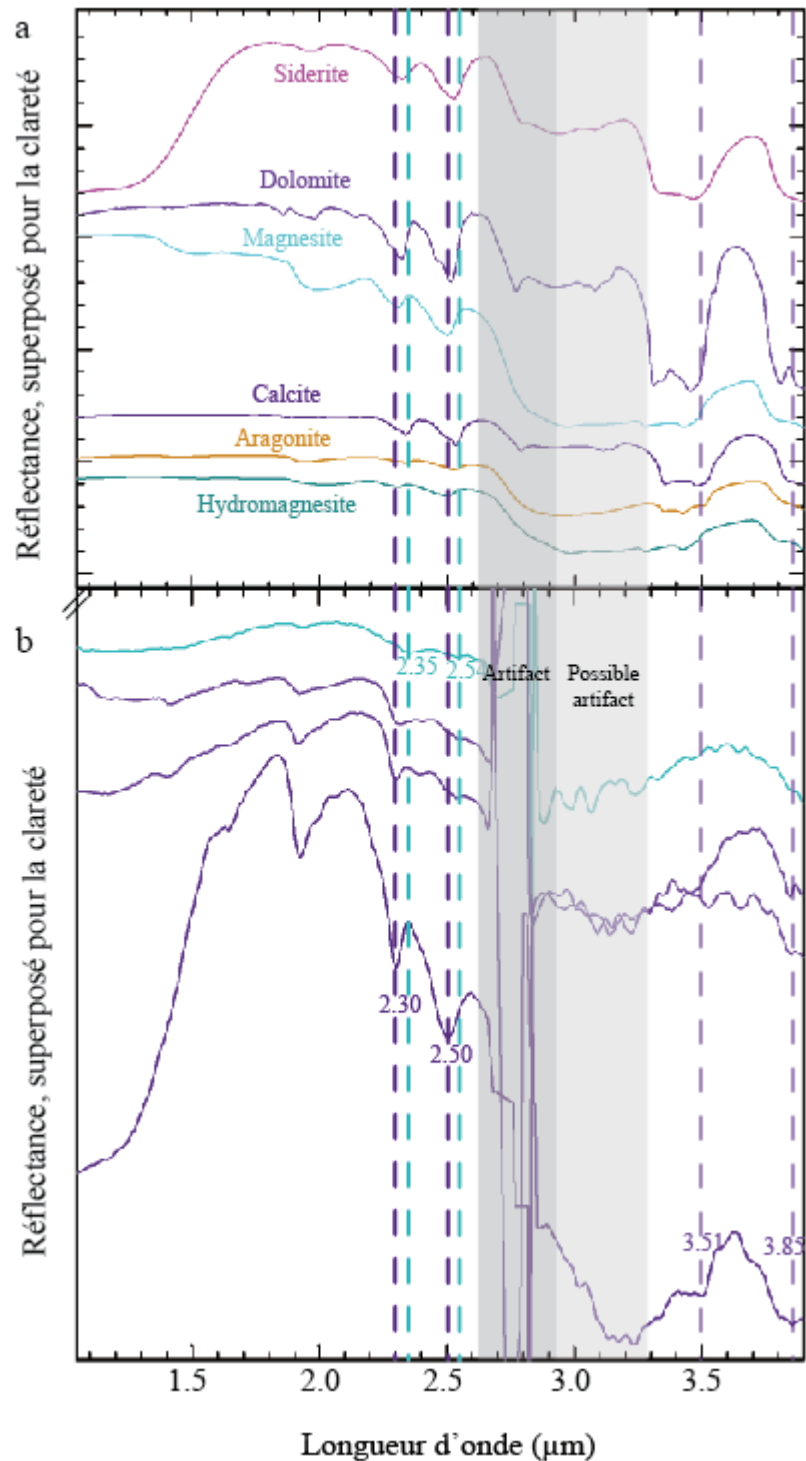 a
Réflectance, superposé pour la clareté
Siderite
Dolomite
Magnesite
Calcite
Aragonite
Hydromagnesite
b
Réflectance, superposé pour la clareté
2.35
2.54
Artifact
Possible
artifact
2.30
2.50
3.51
3.85
1.5
2.0
2.5
3.0
3.5
Longueur d'onde (µm)